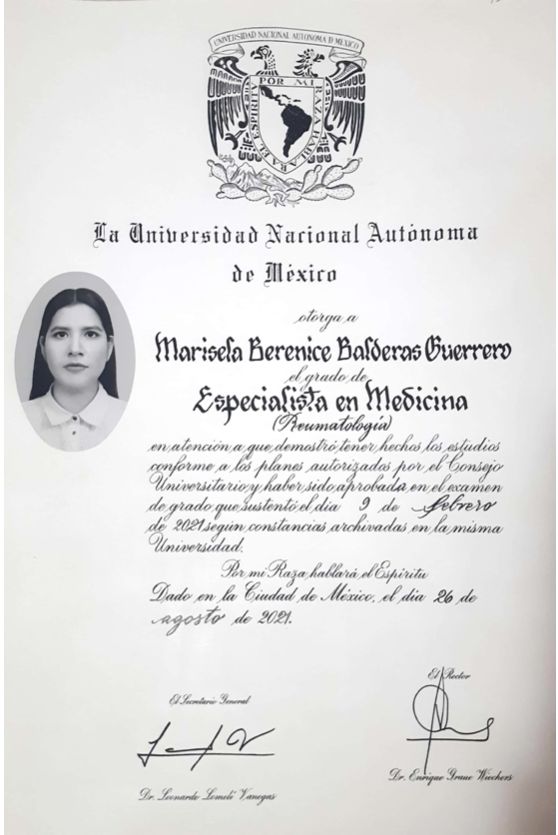 UNIVERSIDAD NACIONAL AUTONOMA D MEXICO
POR MI RAZA HABLARA EL ESPIRITU
La Universidad Nacional Autónoma
de México
otorga a
Marisela Berenice Balderas Guerrero
el grado de
Especialista en Medicina
(Reumatología)
en atención a que demostró tener hechos los estudios
conforme a los planes autorizados por el Consejo
Universitario y haber sido aprobada en el examen
de grado que sustentó el día 9 de febrero
de 2021 según constancias archivadas en la misma
Universidad.
Por mi Raza hablará el Espíritu
Dado en la Ciudad de México, el día 26 de
agosto de 2021.
El Rector
El Secretario General
Dr. Enrique Graue Wiechers
Dr. Leonardo Lomelí Vanegas